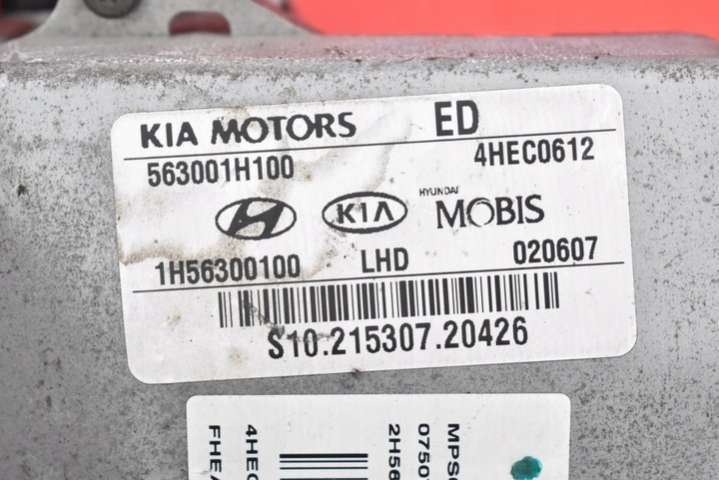 KIA MOTORS ED
563001H100 4HEC0612
KIA HYUNDAI MOBIS
1H56300100 LHD 020607
S10.215307.20426